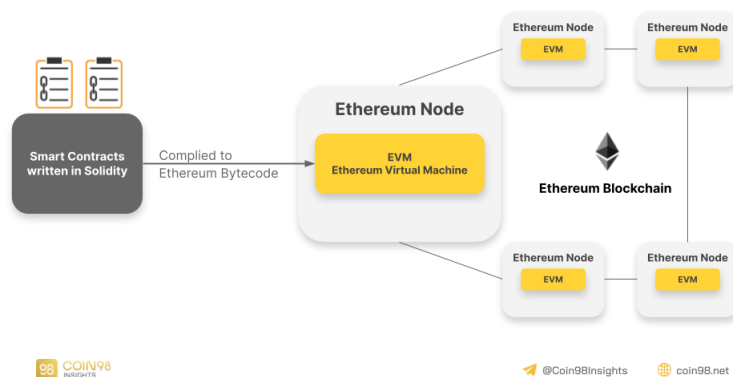 Smart Contracts
written in Solidity
Complied to
Ethereum Bytecode
Ethereum Node
EVM
Ethereum Virtual Machine
Ethereum Node
EVM
Ethereum Node
EVM
Ethereum Blockchain
Ethereum Node
EVM
Ethereum Node
EVM
98 COIN98
INSIGHTS
@Coin98Insights
coin98.net